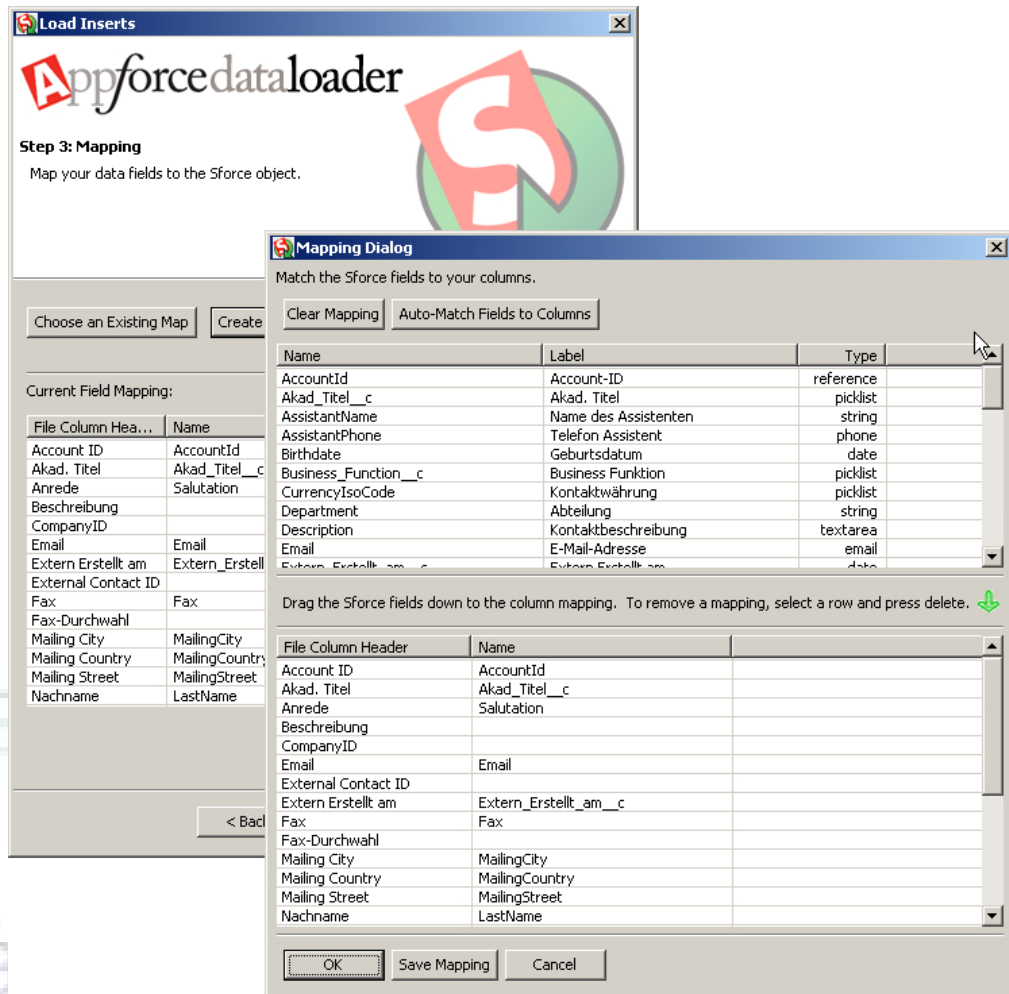 Load Inserts
Appforcedataloader
Step 3: Mapping
Map your data fields to the Sforce object.
Choose an Existing Map Create
Current Field Mapping:
File Column Hea... Name
Account ID AccountId
Akad. Titel Akad_Titel__c
Anrede Salutation
Beschreibung
CompanyID
Email Email
Extern Erstellt am Extern_Erstell
External Contact ID
Fax Fax
Fax-Durchwahl
Mailing City MailingCity
Mailing Country MailingCountry
Mailing Street MailingStreet
Nachname LastName
< Bac
Mapping Dialog
Match the Sforce fields to your columns.
Clear Mapping Auto-Match Fields to Columns
Name Label Type
AccountId Account-ID reference
Akad_Titel__c Akad. Titel picklist
AssistantName Name des Assistenten string
AssistantPhone Telefon Assistent phone
Birthdate Geburtsdatum date
Business_Function__c Business Funktion picklist
CurrencyIsoCode Kontaktwährung picklist
Department Abteilung string
Description Kontaktbeschreibung textarea
Email E-Mail-Adresse email
Extern_Erstellt_am__c Extern Erstellt am date
Drag the Sforce fields down to the column mapping. To remove a mapping, select a row and press delete.
File Column Header Name
Account ID AccountId
Akad. Titel Akad_Titel__c
Anrede Salutation
Beschreibung
CompanyID
Email Email
External Contact ID
Extern Erstellt am Extern_Erstellt_am__c
Fax Fax
Fax-Durchwahl
Mailing City MailingCity
Mailing Country MailingCountry
Mailing Street MailingStreet
Nachname LastName
OK Save Mapping Cancel